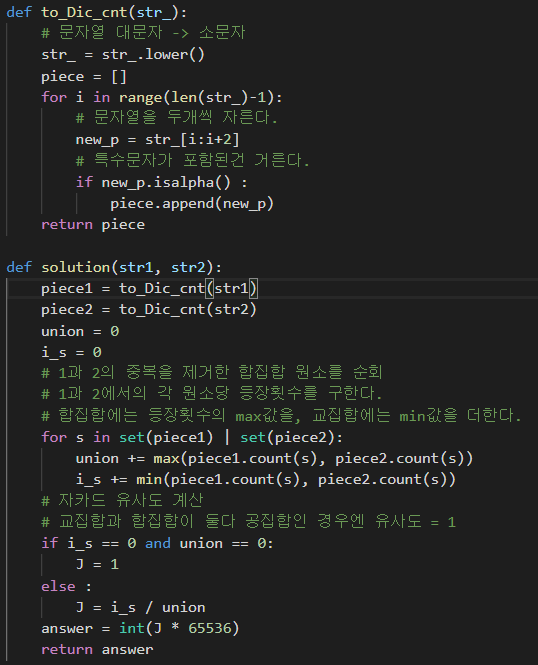 def to_Dic_cnt(str_):
    # 문자열 대문자 -> 소문자
    str_ = str_.lower()
    piece = []
    for i in range(len(str_)-1):
        # 문자열을 두개씩 자른다.
        new_p = str_[i:i+2]
        # 특수문자가 포함된건 거른다.
        if new_p.isalpha() :
            piece.append(new_p)
    return piece

def solution(str1, str2):
    piece1 = to_Dic_cnt(str1)
    piece2 = to_Dic_cnt(str2)
    union = 0
    i_s = 0
    # 1과 2의 중복을 제거한 합집합 원소를 순회
    # 1과 2에서의 각 원소당 등장횟수를 구한다.
    # 합집합에는 등장횟수의 max값을, 교집합에는 min값을 더한다.
    for s in set(piece1) | set(piece2):
        union += max(piece1.count(s), piece2.count(s))
        i_s += min(piece1.count(s), piece2.count(s))
    # 자카드 유사도 계산
    # 교집합과 합집합이 둘다 공집합인 경우엔 유사도 = 1
    if i_s == 0 and union == 0:
        J = 1
    else :
        J = i_s / union
    answer = int(J * 65536)
    return answer